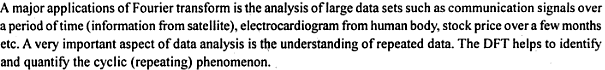 A major applications of Fourier transform is the analysis of large data sets such as communication signals over
a period of time (information from satellite), electrocardiogram from human body, stock price over a few months
etc. A very important aspect of data analysis is the understanding of repeated data. The DFT helps to identify
and quantify the cyclic (repeating) phenomenon.